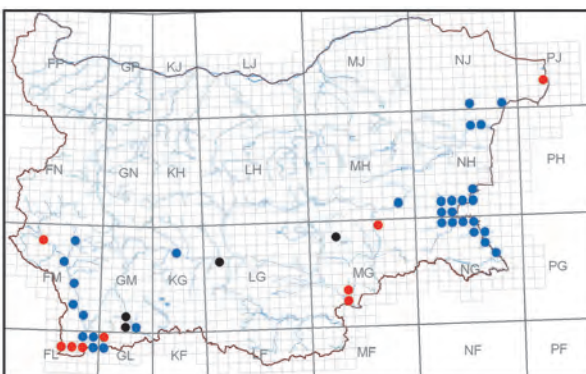 FP GP KJ LJ MJ NJ PJ
FN GN KH LH MH NH PH
FM GM KG LG MG NG PG
FL GL KF LF MF NF PF